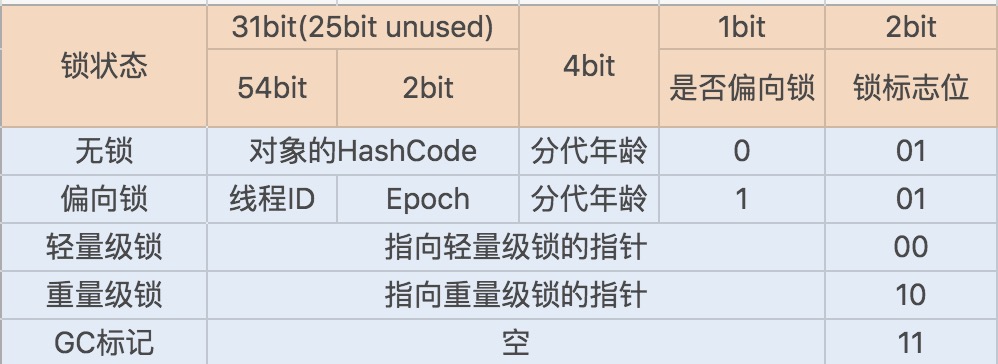 锁状态 31bit(25bit unused) 4bit 1bit 2bit
54bit 2bit 是否偏向锁 锁标志位
无锁 对象的HashCode 分代年龄 0 01
偏向锁 线程ID Epoch 分代年龄 1 01
轻量级锁 指向轻量级锁的指针 00
重量级锁 指向重量级锁的指针 10
GC标记 空 11